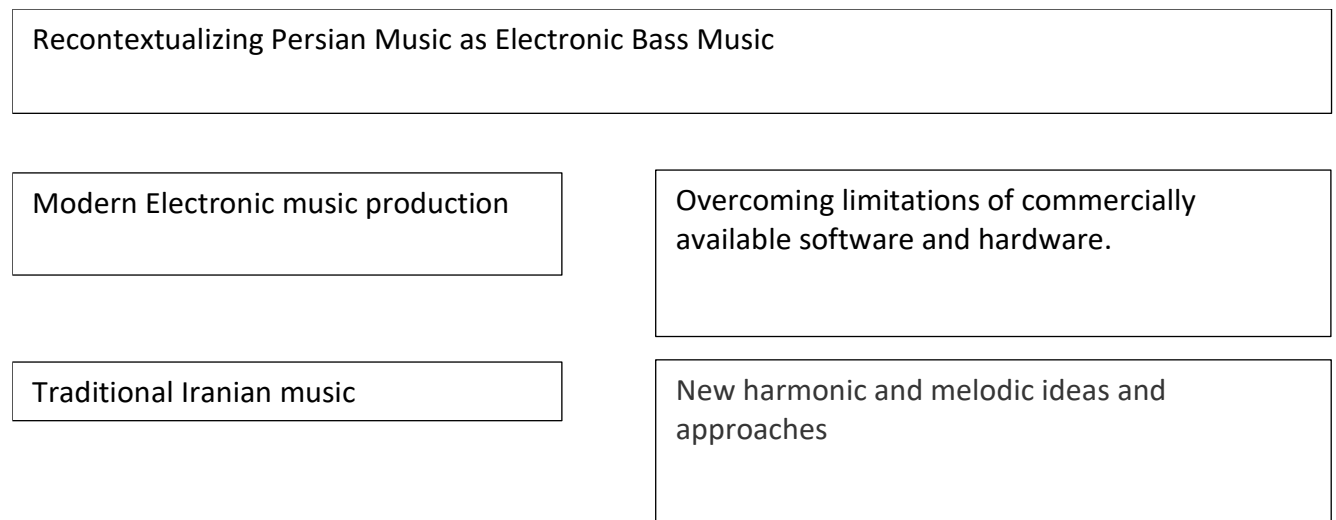 Recontextualizing Persian Music as Electronic Bass Music
Modern Electronic music production
Overcoming limitations of commercially
available software and hardware.
Traditional Iranian music
New harmonic and melodic ideas and
approaches